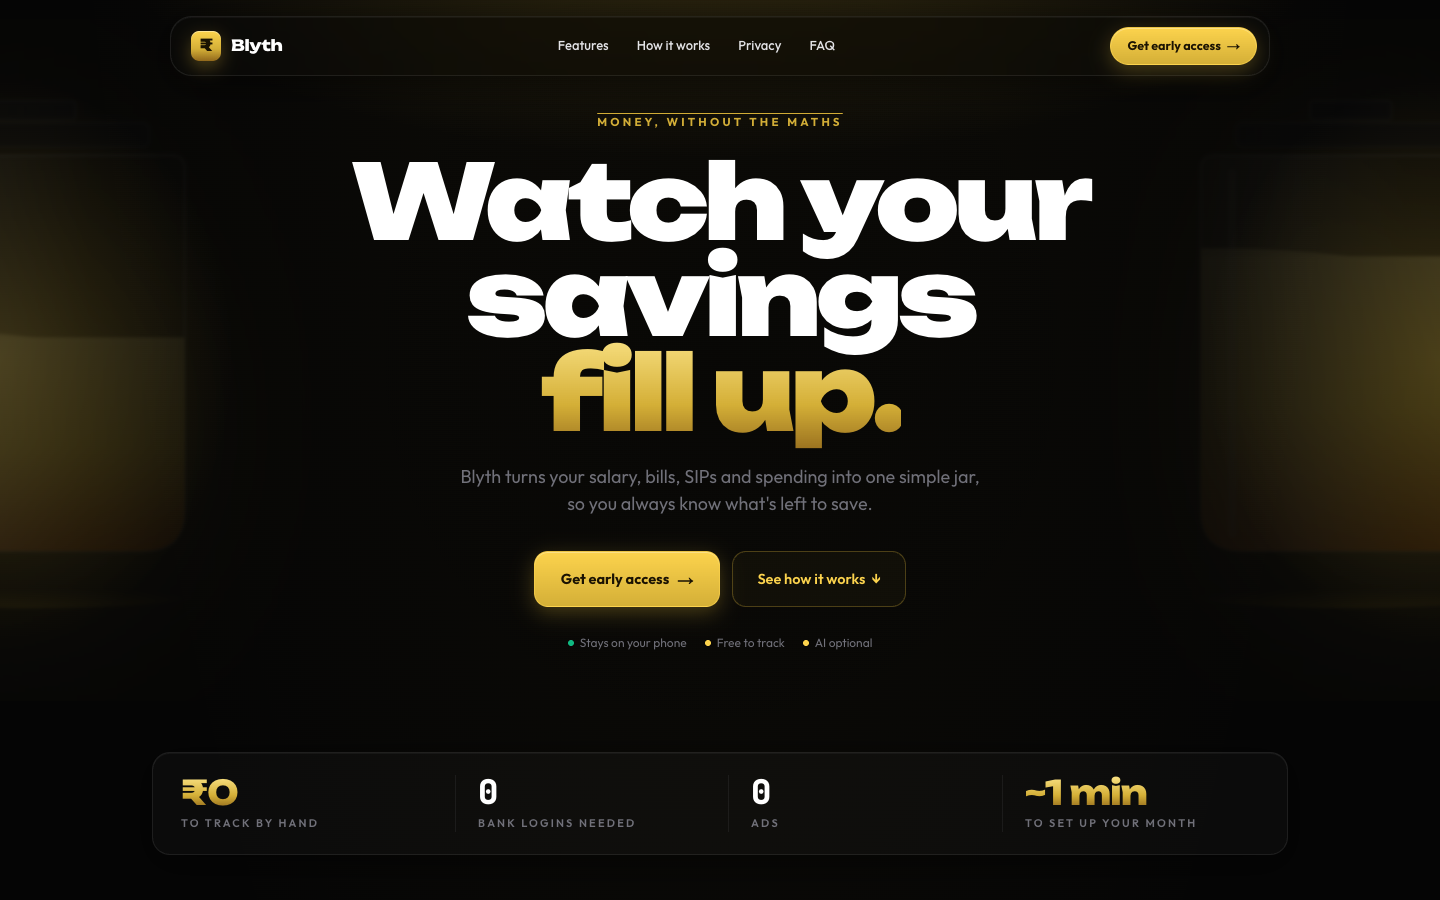 ₹ Blyth
Features How it works Privacy FAQ
Get early access →
MONEY, WITHOUT THE MATHS
Watch your
savings
fill up.
Blyth turns your salary, bills, SIPs and spending into one simple jar,
so you always know what's left to save.
Get early access →
See how it works ↓
Stays on your phone
Free to track
AI optional
₹0
TO TRACK BY HAND
0
BANK LOGINS NEEDED
0
ADS
~1 min
TO SET UP YOUR MONTH